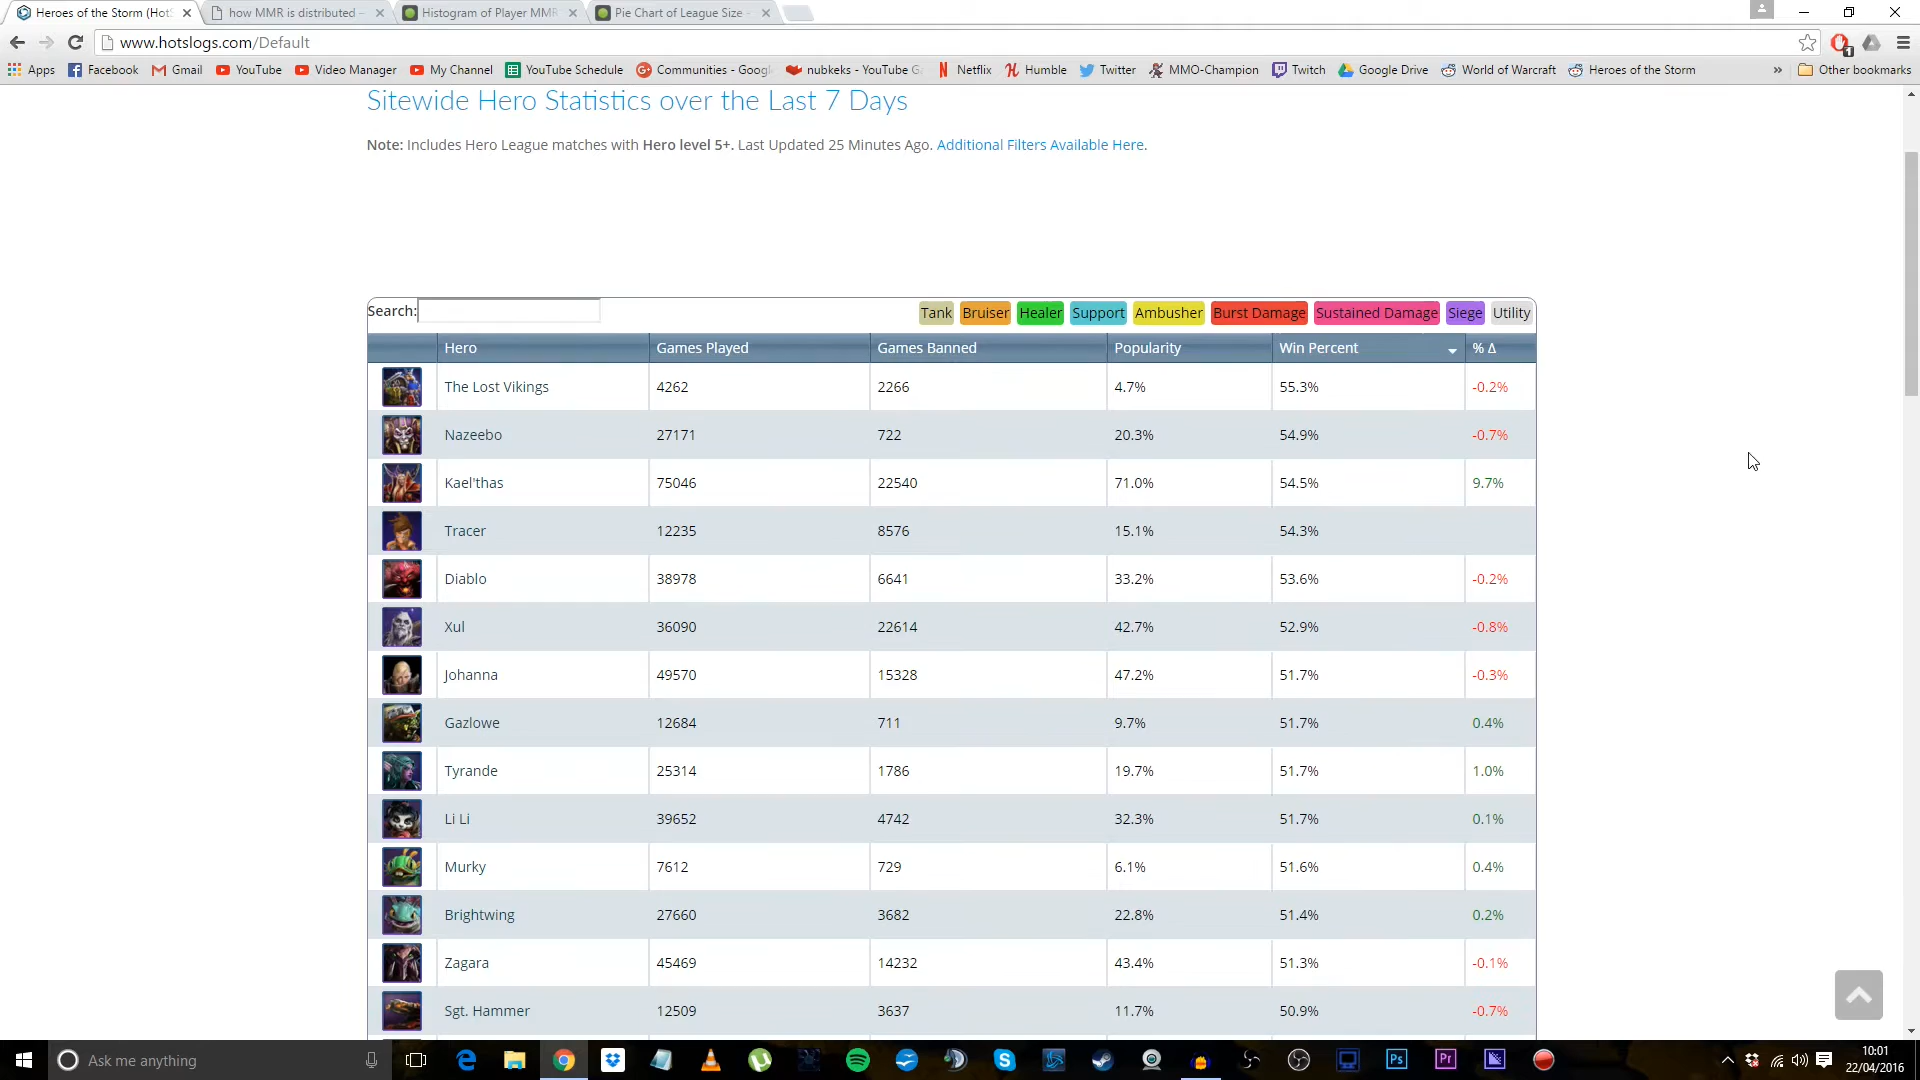 Heroes of the Storm (Hots
how MMR is distributed –
Histogram of Player MMR
Pie Chart of League Size -
www.hotslogs.com/Default
Apps Facebook Gmail YouTube Video Manager My Channel YouTube Schedule Communities - Googl nubkeks - YouTube G Netflix Humble Twitter MMO-Champion Twitch Google Drive World of Warcraft Heroes of the Storm » Other bookmarks
Sitewide Hero Statistics over the Last 7 Days
Note: Includes Hero League matches with Hero level 5+. Last Updated 25 Minutes Ago. Additional Filters Available Here.
Search: Tank Bruiser Healer Support Ambusher Burst Damage Sustained Damage Siege Utility
Hero Games Played Games Banned Popularity Win Percent % Δ
The Lost Vikings 4262 2266 4.7% 55.3% -0.2%
Nazeebo 27171 722 20.3% 54.9% -0.7%
Kael'thas 75046 22540 71.0% 54.5% 9.7%
Tracer 12235 8576 15.1% 54.3%
Diablo 38978 6641 33.2% 53.6% -0.2%
Xul 36090 22614 42.7% 52.9% -0.8%
Johanna 49570 15328 47.2% 51.7% -0.3%
Gazlowe 12684 711 9.7% 51.7% 0.4%
Tyrande 25314 1786 19.7% 51.7% 1.0%
Li Li 39652 4742 32.3% 51.7% 0.1%
Murky 7612 729 6.1% 51.6% 0.4%
Brightwing 27660 3682 22.8% 51.4% 0.2%
Zagara 45469 14232 43.4% 51.3% -0.1%
Sgt. Hammer 12509 3637 11.7% 50.9% -0.7%
Ask me anything
10:01
22/04/2016